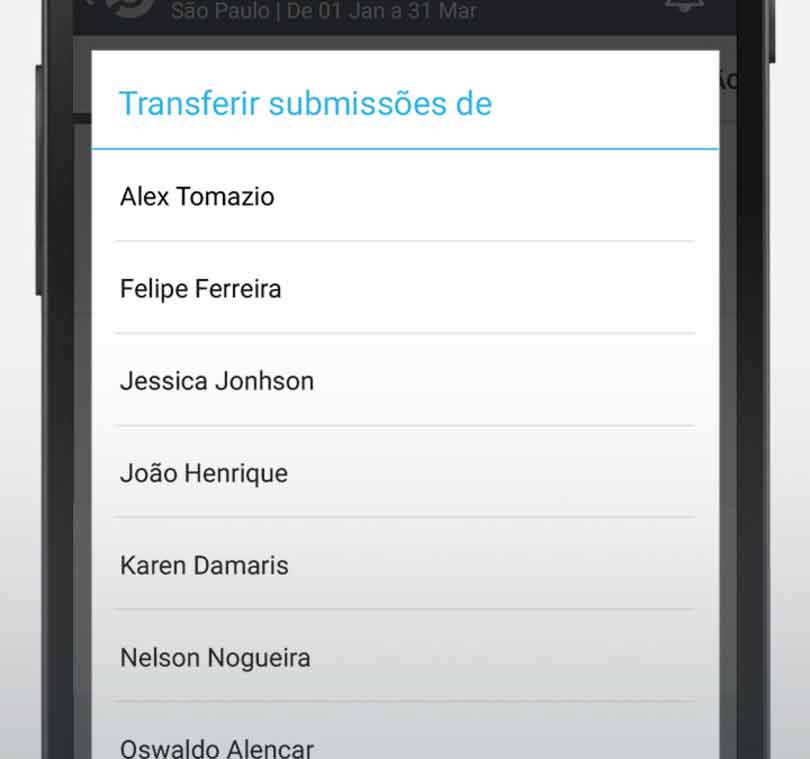 São Paulo | De 01 Jan a 31 Mar
Transferir submissões de
Alex Tomazio
Felipe Ferreira
Jessica Jonhson
João Henrique
Karen Damaris
Nelson Nogueira
Oswaldo Alencar